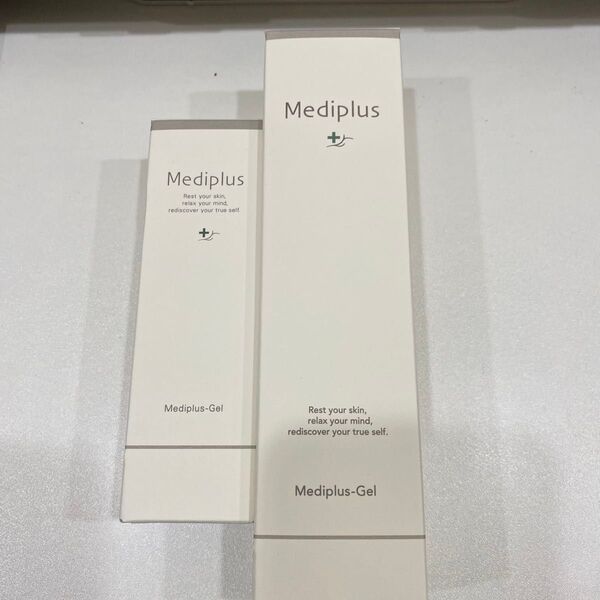 Mediplus
Rest your skin,
relax your mind,
rediscover your true self.
Mediplus-Gel
Mediplus
Rest your skin,
relax your mind,
rediscover your true self.
Mediplus-Gel